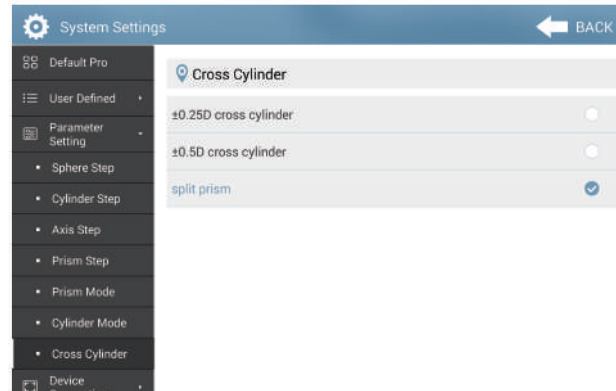 System Settings
BACK
Default Pro
User Defined
Parameter
Setting
Sphere Step
Cylinder Step
Axis Step
Prism Step
Prism Mode
Cylinder Mode
Cross Cylinder
Device
Cross Cylinder
±0.25D cross cylinder
±0.5D cross cylinder
split prism